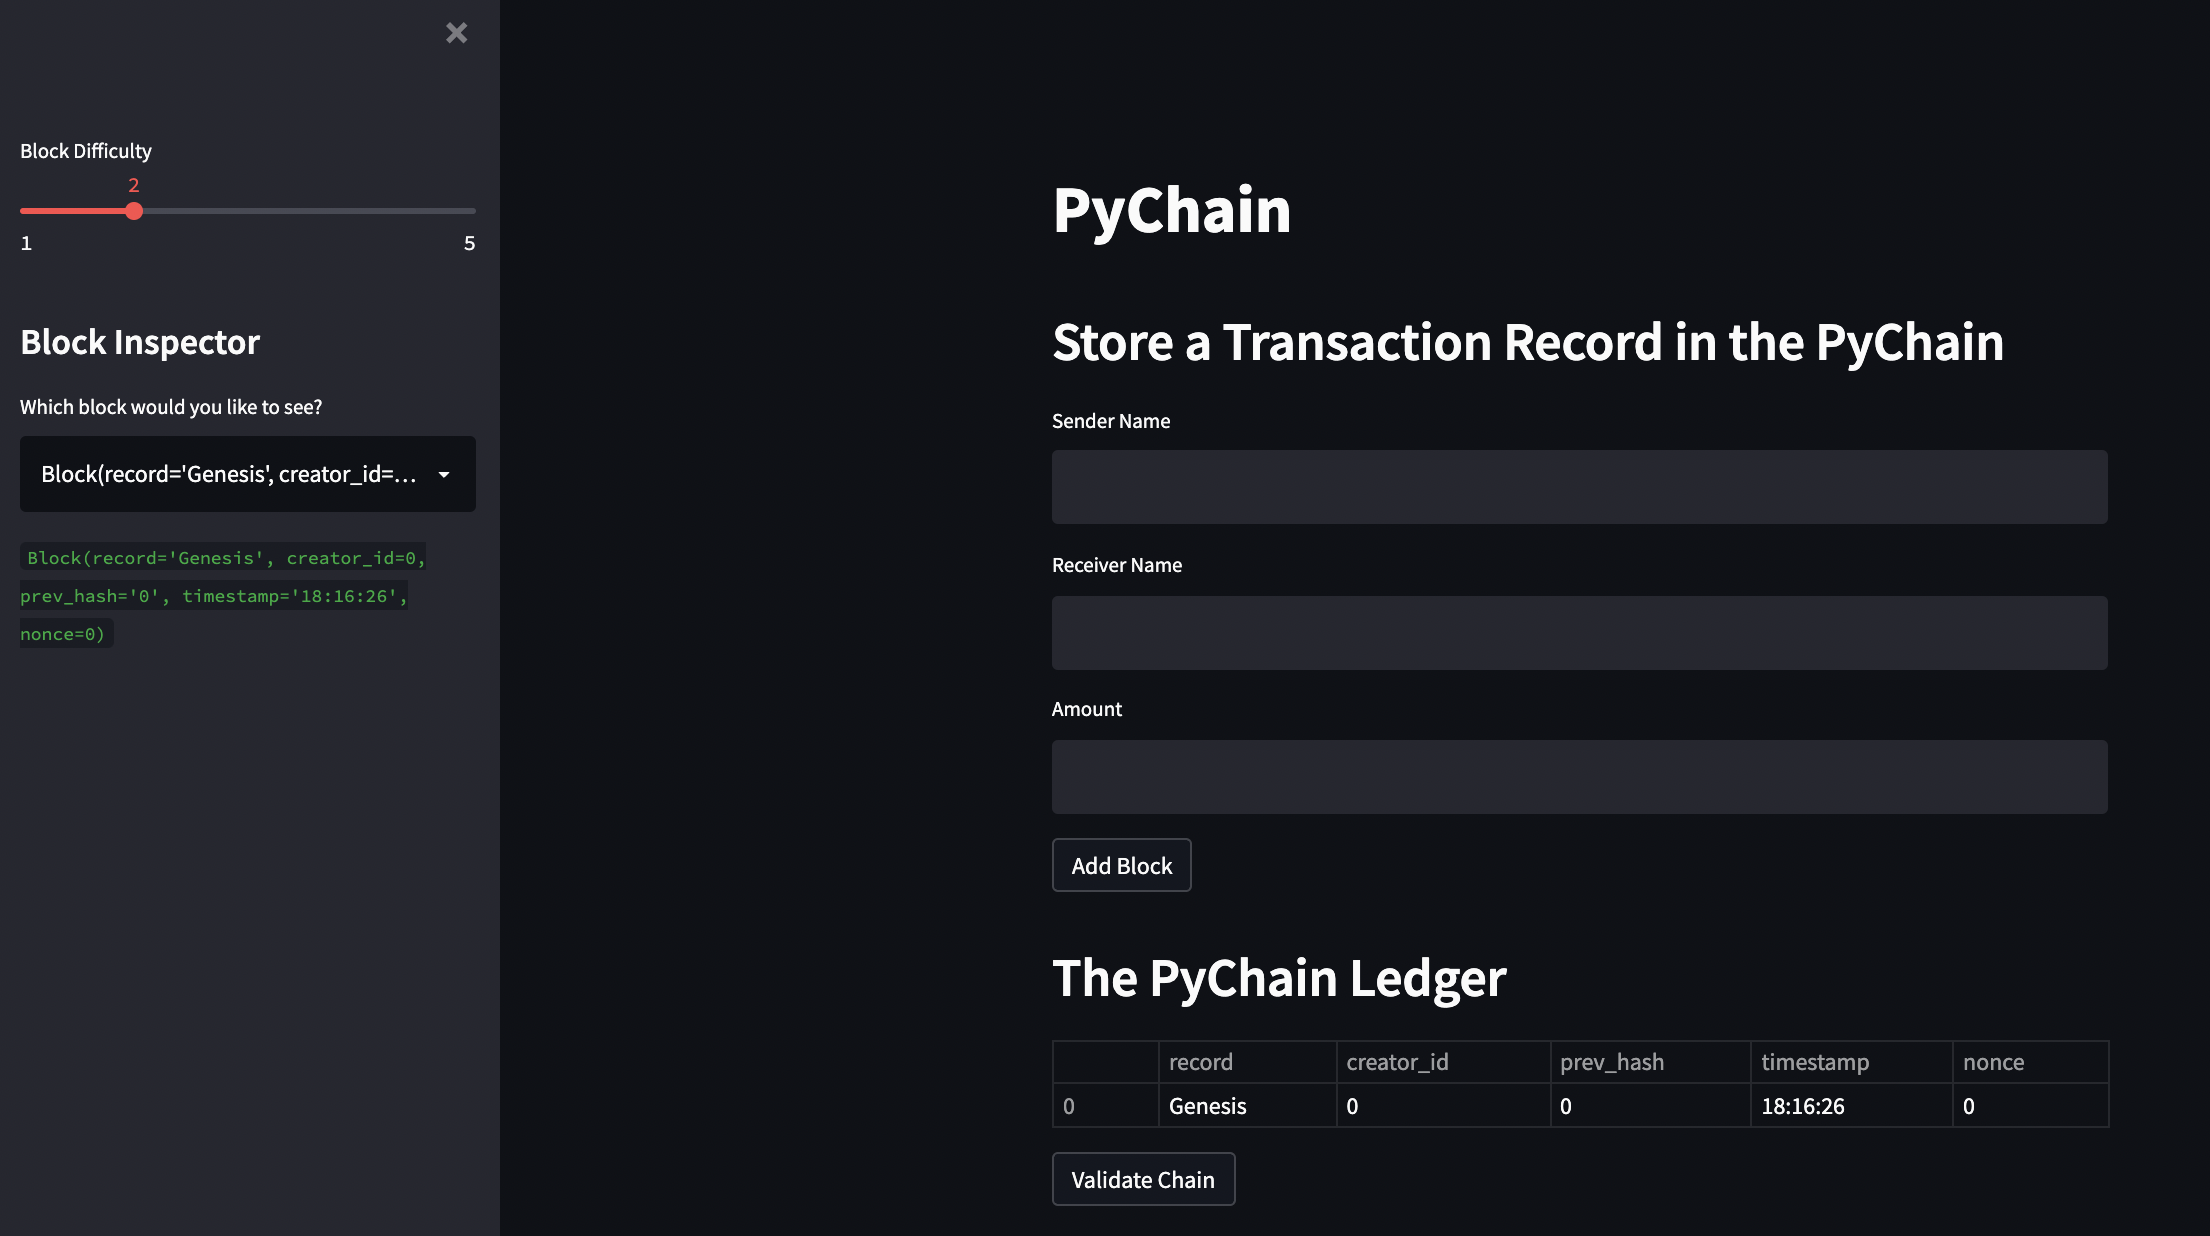 Block Difficulty
2
1 5
Block Inspector
Which block would you like to see?
Block(record='Genesis', creator_id=...
Block(record='Genesis', creator_id=0,
prev_hash='0', timestamp='18:16:26',
nonce=0)
PyChain
Store a Transaction Record in the PyChain
Sender Name
Receiver Name
Amount
Add Block
The PyChain Ledger
record creator_id prev_hash timestamp nonce
0 Genesis 0 0 18:16:26 0
Validate Chain